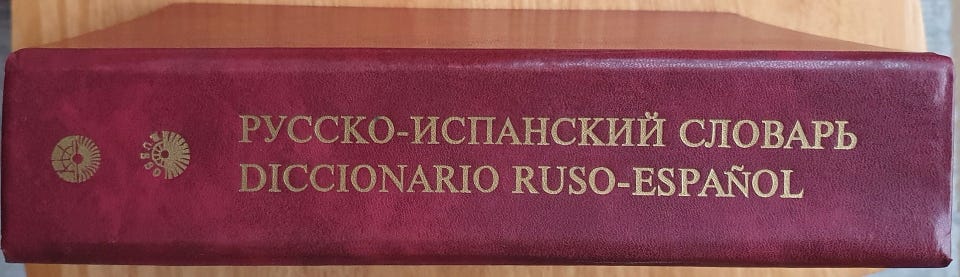 РУССКО-ИСПАНСКИЙ СЛОВАРЬ
DICCIONARIO RUSO-ESPAÑOL